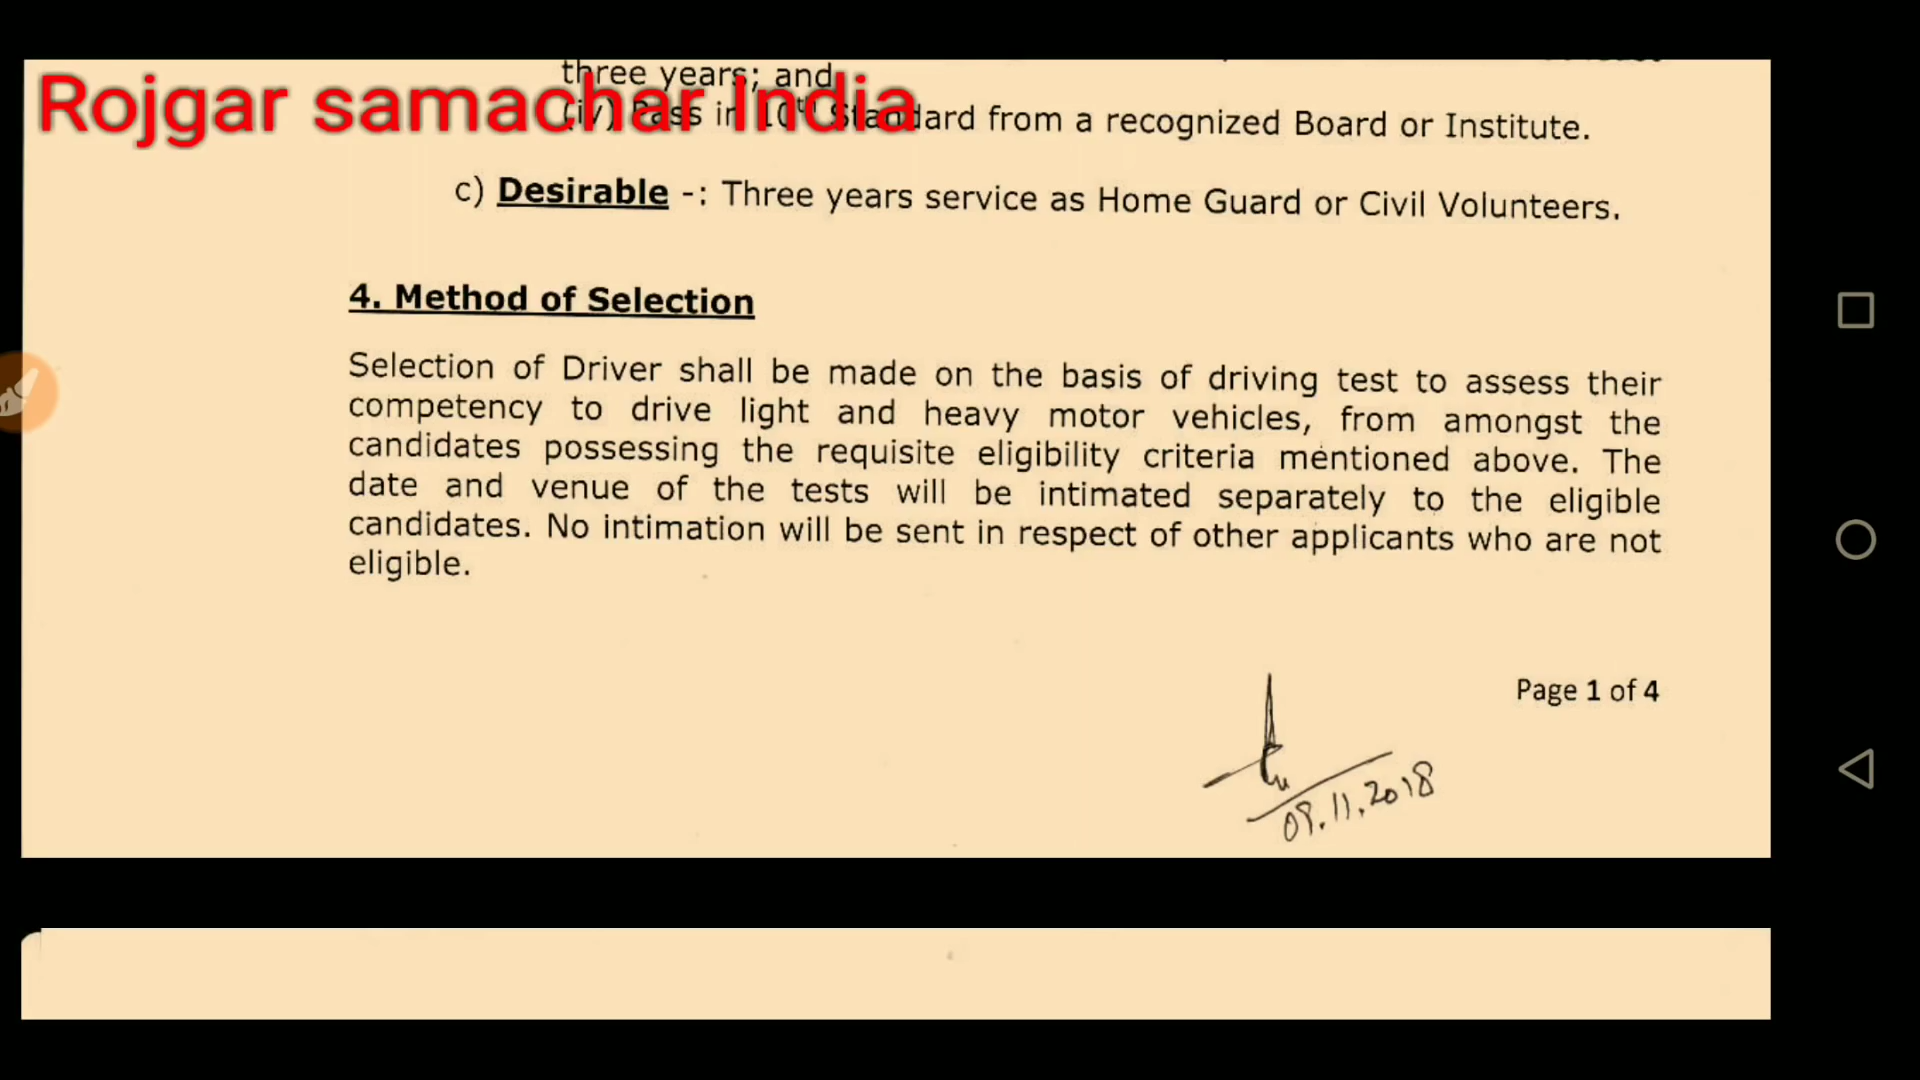 Rojgar samachar India
three years; and
(iv) Pass in 10th Standard from a recognized Board or Institute.
c) Desirable -: Three years service as Home Guard or Civil Volunteers.
4. Method of Selection
Selection of Driver shall be made on the basis of driving test to assess their
competency to drive light and heavy motor vehicles, from amongst the
candidates possessing the requisite eligibility criteria mentioned above. The
date and venue of the tests will be intimated separately to the eligible
candidates. No intimation will be sent in respect of other applicants who are not
eligible.
Page 1 of 4
09.11.2018